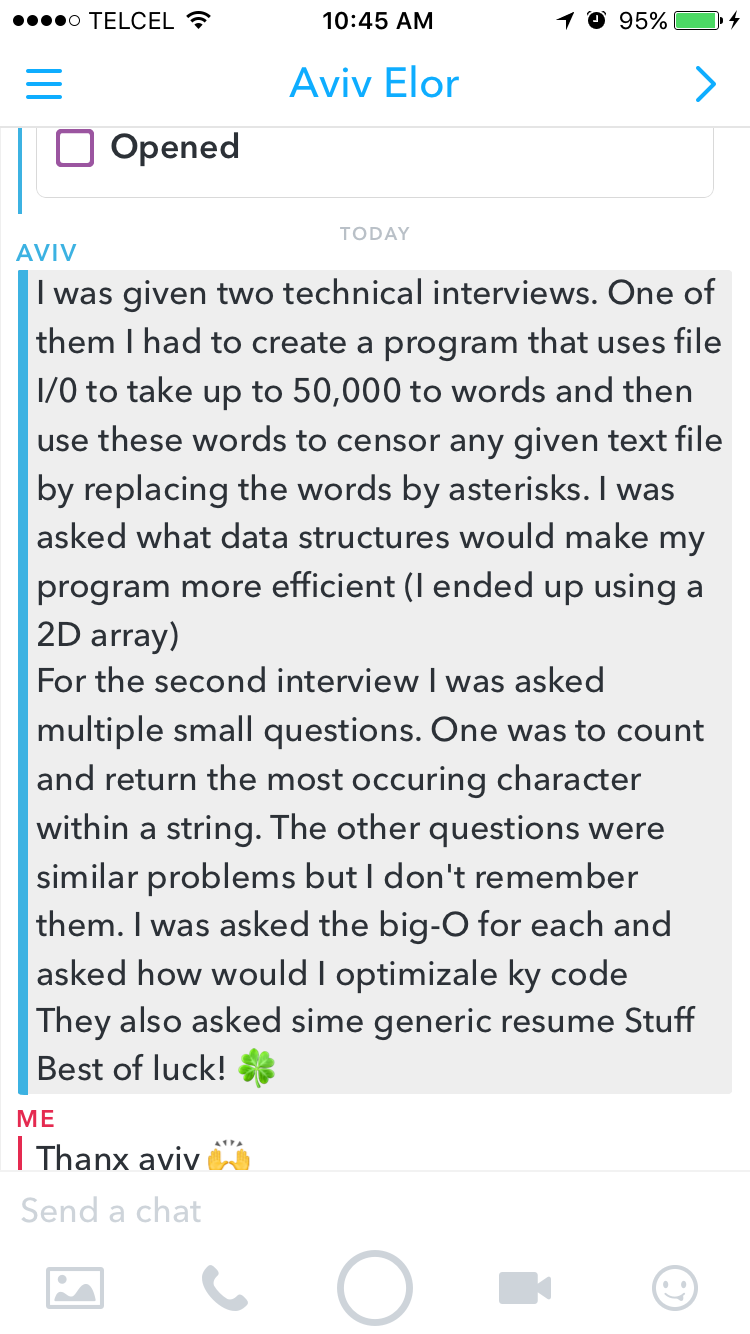 TELCEL 10:45 AM 95%
Aviv Elor
Opened
TODAY
AVIV
I was given two technical interviews. One of
them I had to create a program that uses file
I/0 to take up to 50,000 to words and then
use these words to censor any given text file
by replacing the words by asterisks. I was
asked what data structures would make my
program more efficient (I ended up using a
2D array)
For the second interview I was asked
multiple small questions. One was to count
and return the most occuring character
within a string. The other questions were
similar problems but I don't remember
them. I was asked the big-O for each and
asked how would I optimizale ky code
They also asked sime generic resume Stuff
Best of luck! 🍀
ME
Thanx aviv 🙌
Send a chat